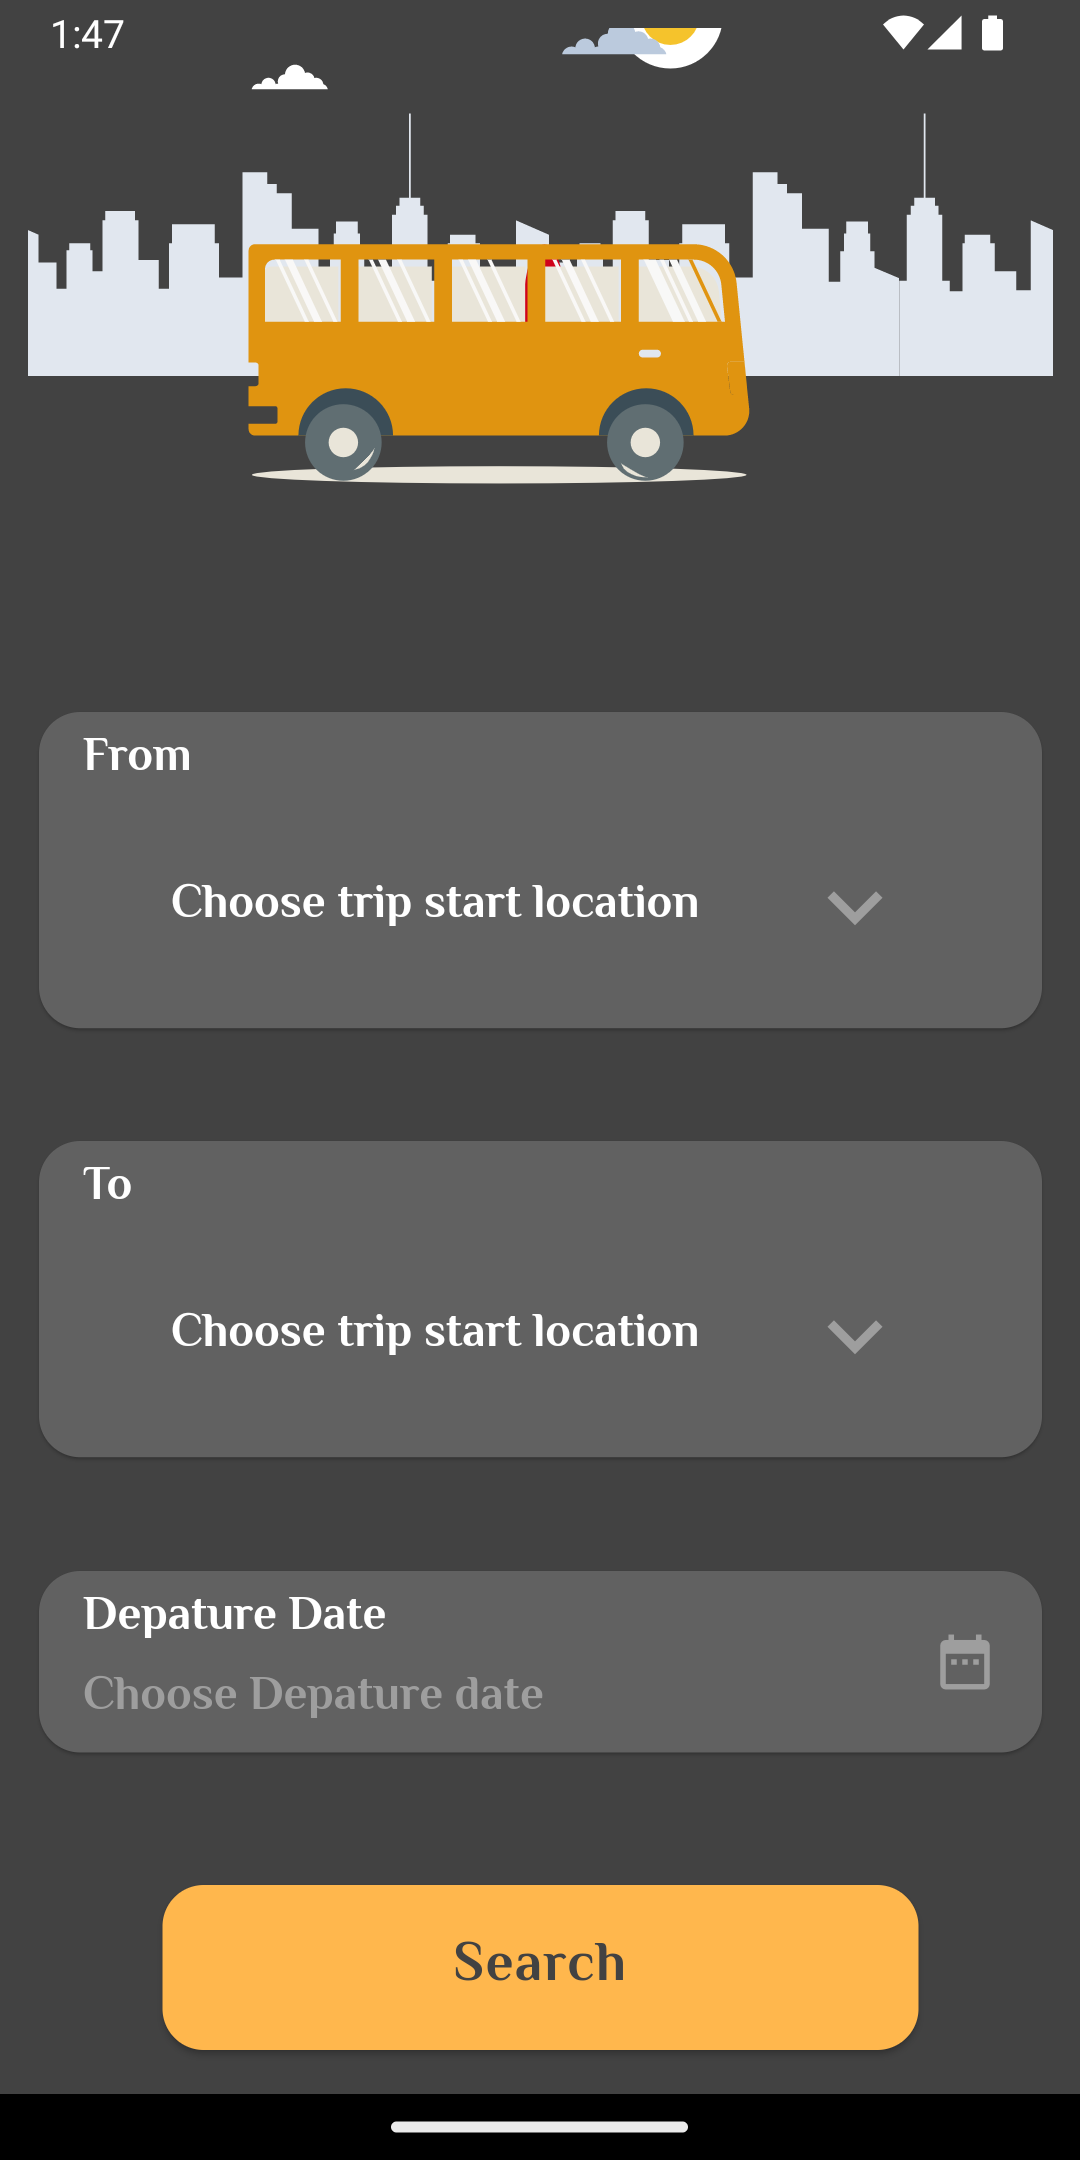 1:47
From
Choose trip start location
To
Choose trip start location
Depature Date
Choose Depature date
Search